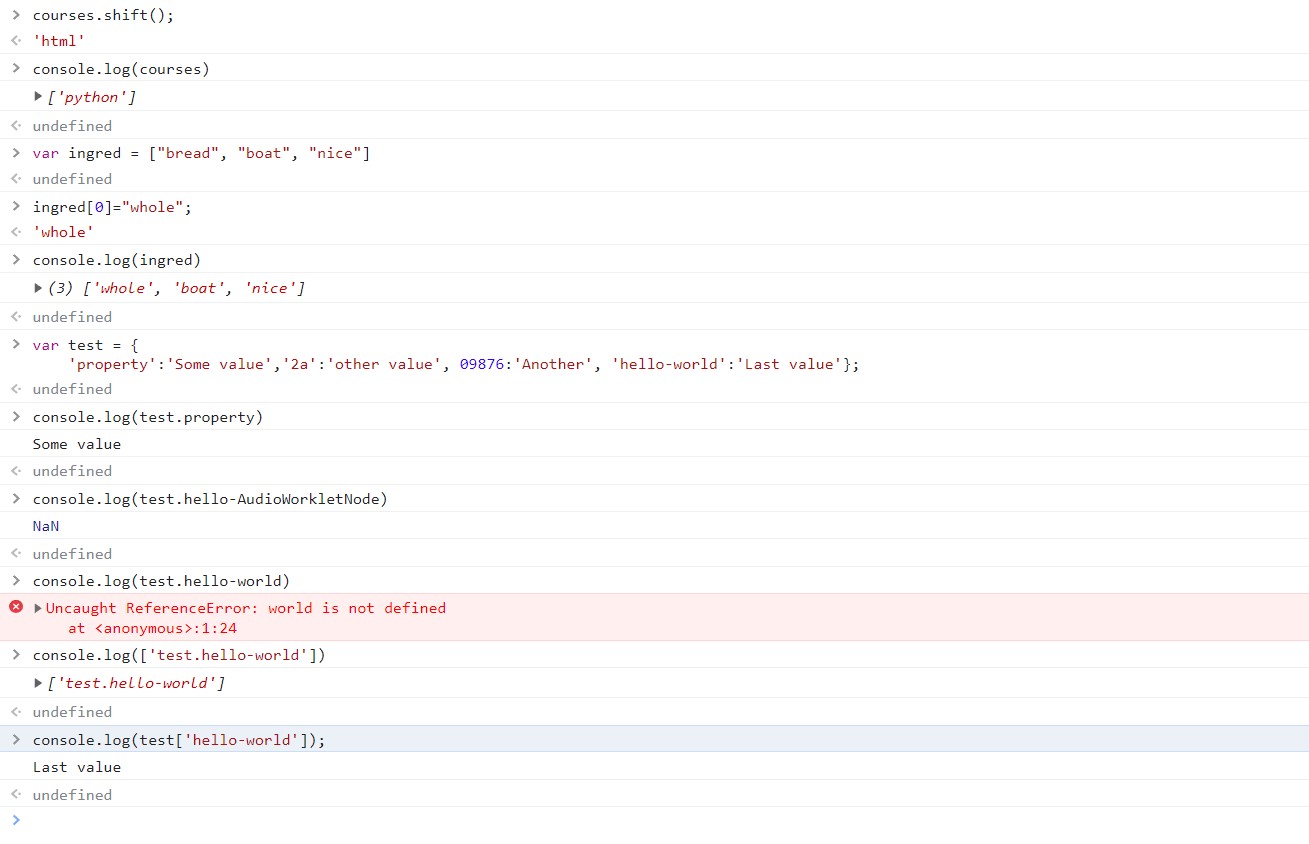 > courses.shift();
<· 'html'
> console.log(courses)
▶ ['python']
<· undefined
> var ingred = ["bread", "boat", "nice"]
<· undefined
> ingred[0]="whole";
<· 'whole'
> console.log(ingred)
▶ (3) ['whole', 'boat', 'nice']
<· undefined
> var test = {
'property':'Some value','2a':'other value', 09876:'Another', 'hello-world':'Last value'};
<· undefined
> console.log(test.property)
Some value
<· undefined
> console.log(test.hello-AudioWorkletNode)
NaN
<· undefined
> console.log(test.hello-world)
▶ Uncaught ReferenceError: world is not defined
at <anonymous>:1:24
> console.log(['test.hello-world'])
▶ ['test.hello-world']
<· undefined
> console.log(test['hello-world']);
Last value
<· undefined
>